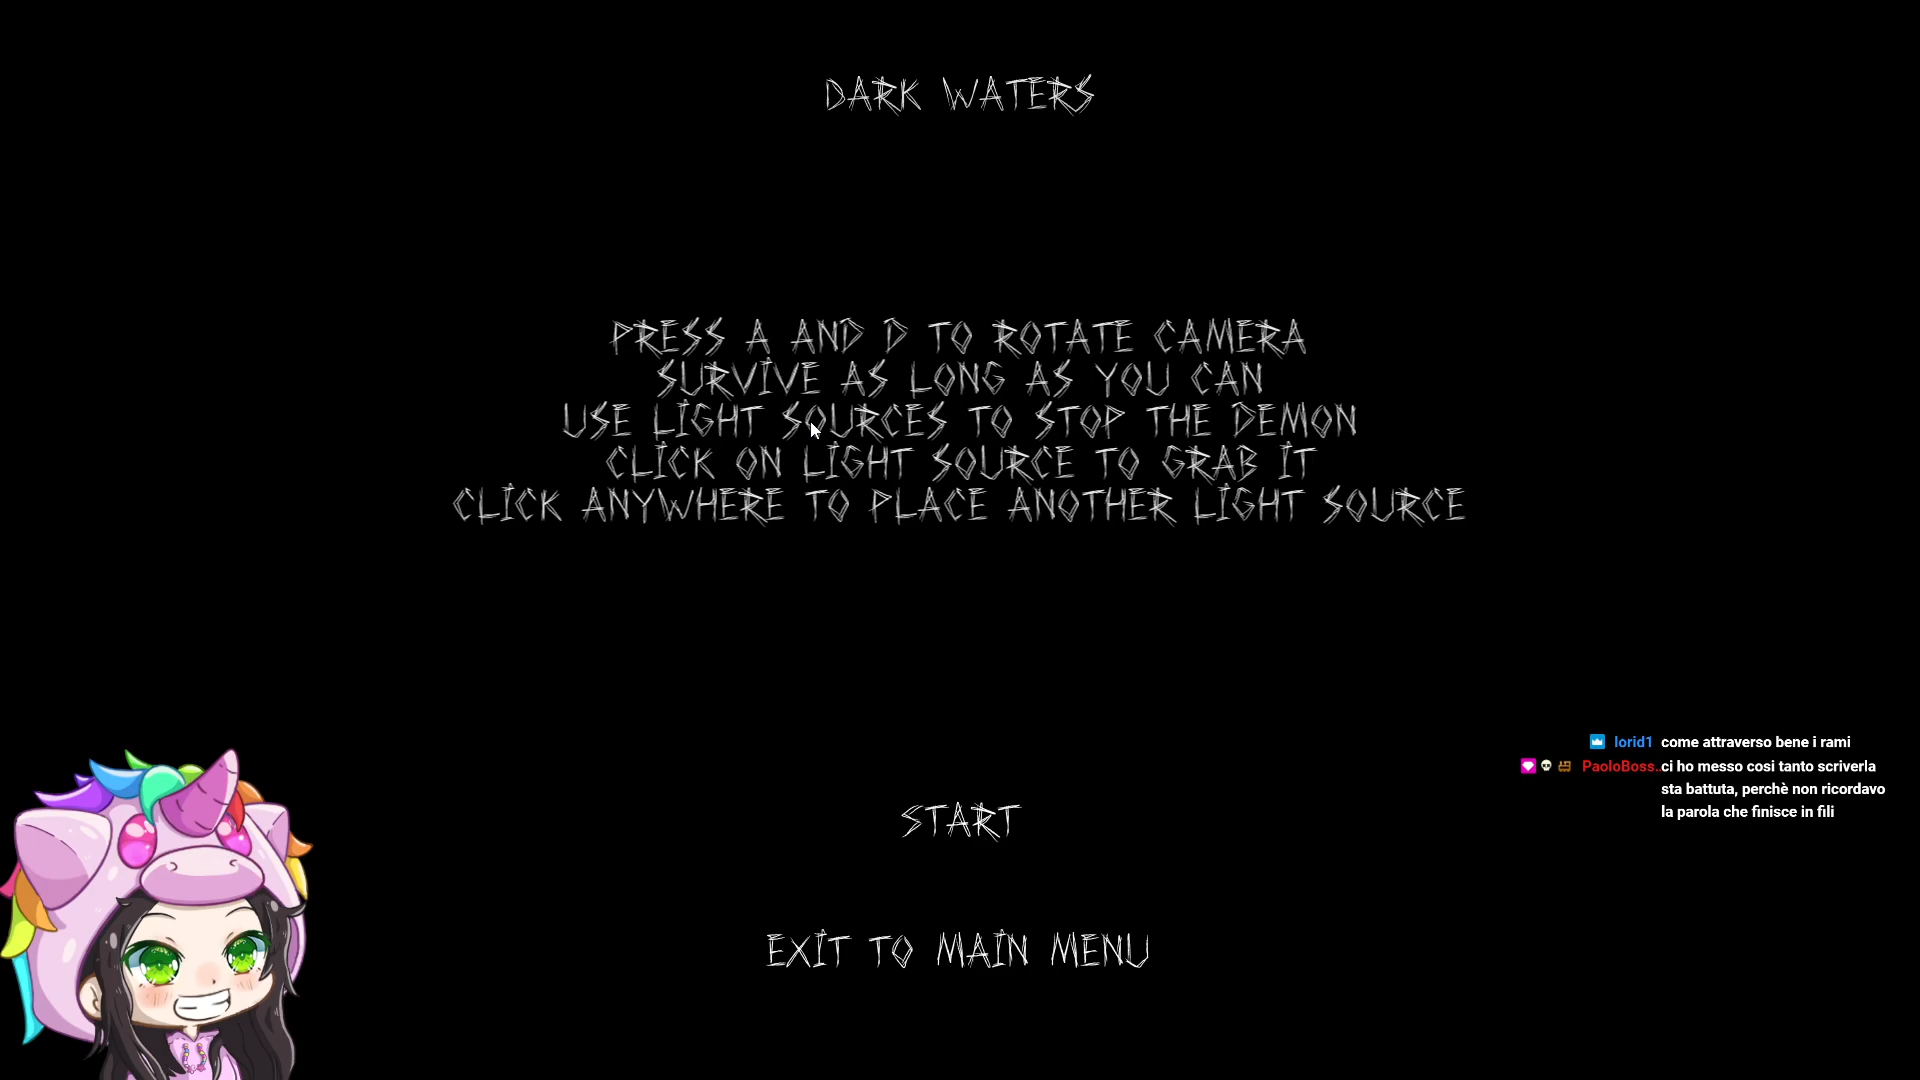 DARK WATERS
PRESS A AND D TO ROTATE CAMERA
SURVIVE AS LONG AS YOU CAN
USE LIGHT SOURCES TO STOP THE DEMON
CLICK ON LIGHT SOURCE TO GRAB IT
CLICK ANYWHERE TO PLACE ANOTHER LIGHT SOURCE
lorid1 come attraverso bene i rami
PaoloBoss.. ci ho messo cosi tanto scriverla
sta battuta, perchè non ricordavo
la parola che finisce in fili
START
EXIT TO MAIN MENU